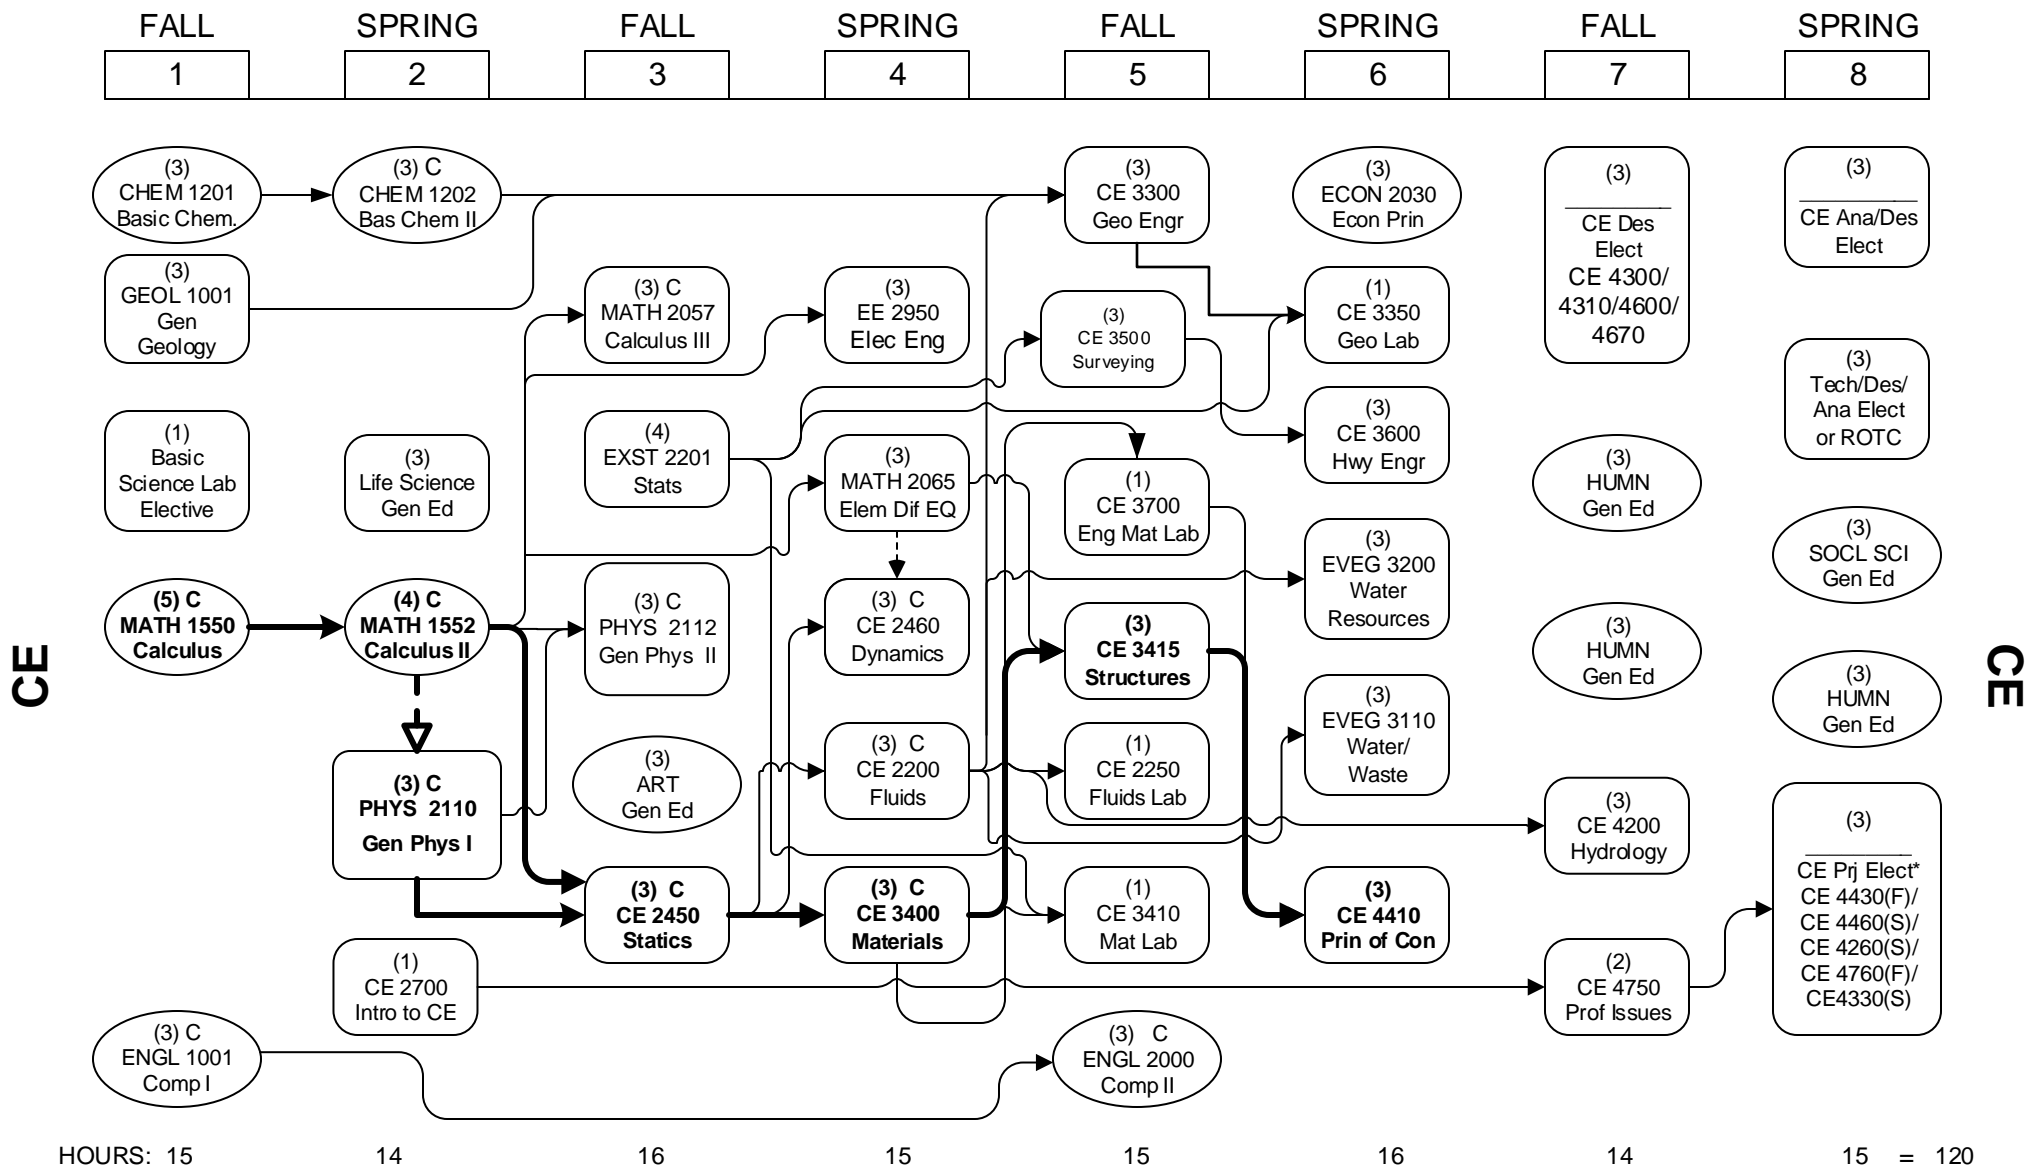 FALL
SPRING
FALL
SPRING
FALL
SPRING
FALL
SPRING
1
2
3
4
5
6
7
8
(3)
CHEM 1201
Basic Chem.
(3)
GEOL 1001
Gen
Geology
(1)
Basic
Science Lab
Elective
(5) C
MATH 1550
Calculus
(3) C
ENGL 1001
Comp I
(3) C
CHEM 1202
Bas Chem II
(3)
Life Science
Gen Ed
(4) C
MATH 1552
Calculus II
(3) C
PHYS 2110
Gen Phys I
(1)
CE 2700
Intro to CE
(3) C
MATH 2057
Calculus III
(4)
EXST 2201
Stats
(3) C
PHYS 2112
Gen Phys II
(3)
ART
Gen Ed
(3) C
CE 2450
Statics
(3)
EE 2950
Elec Eng
(3)
MATH 2065
Elem Dif EQ
(3) C
CE 2460
Dynamics
(3) C
CE 2200
Fluids
(3) C
CE 3400
Materials
(3)
CE 3300
Geo Engr
(3)
CE 3500
Surveying
(1)
CE 3700
Eng Mat Lab
(3)
CE 3415
Structures
(1)
CE 2250
Fluids Lab
(1)
CE 3410
Mat Lab
(3) C
ENGL 2000
Comp II
(3)
ECON 2030
Econ Prin
(1)
CE 3350
Geo Lab
(3)
CE 3600
Hwy Engr
(3)
EVEG 3200
Water
Resources
(3)
EVEG 3110
Water/
Waste
(3)
CE 4410
Prin of Con
(3)
_________
CE Des
Elect
CE 4300/
4310/4600/
4670
(3)
HUMN
Gen Ed
(3)
HUMN
Gen Ed
(3)
CE 4200
Hydrology
(2)
CE 4750
Prof Issues
(3)
__________
CE Ana/Des
Elect
(3)
Tech/Des/
Ana Elect
or ROTC
(3)
SOCL SCI
Gen Ed
(3)
HUMN
Gen Ed
(3)
_________
CE Prj Elect*
CE 4430(F)/
CE 4460(S)/
CE 4260(S)/
CE 4760(F)/
CE4330(S)
CE
CE
HOURS: 15 14 16 15 15 16 14 15 = 120